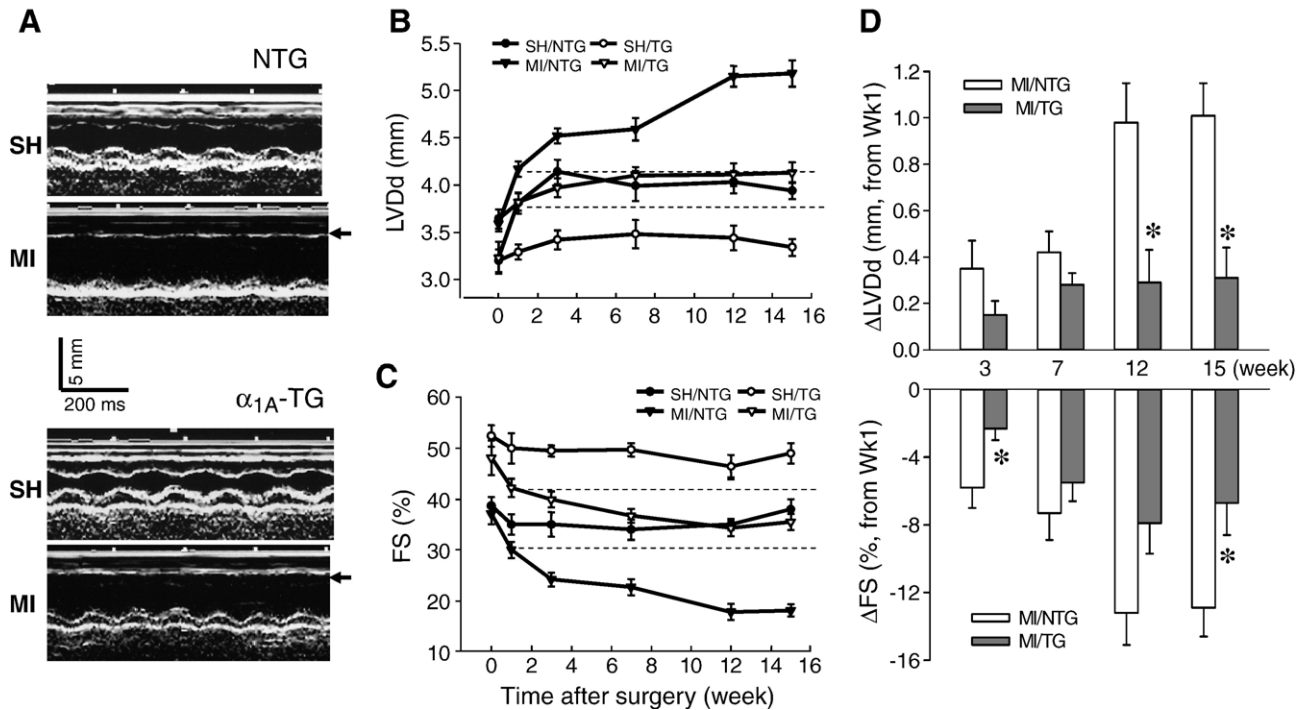 A
NTG
SH
MI
5 mm
200 ms
α1A-TG
SH
MI
B
SH/NTG SH/TG
MI/NTG MI/TG
5.5
5.0
4.5
4.0
3.5
3.0
LVDd (mm)
0 2 4 6 8 10 12 14 16
C
SH/NTG SH/TG
MI/NTG MI/TG
60
50
40
30
20
10
FS (%)
0 2 4 6 8 10 12 14 16
Time after surgery (week)
D
MI/NTG
MI/TG
1.2
1.0
0.8
0.6
0.4
0.2
0.0
ΔLVDd (mm, from Wk1)
* *
3 7 12 15 (week)
0
-4
-8
-12
-16
ΔFS (%, from Wk1)
* *
MI/NTG
MI/TG